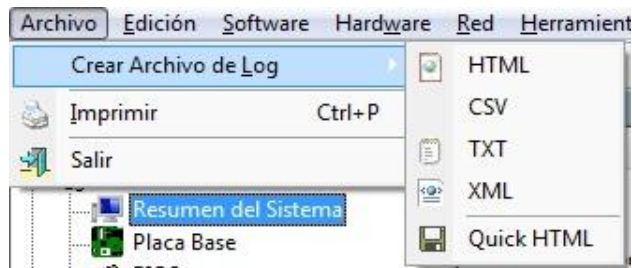 Archivo Edición Software Hardware Red Herramient
Crear Archivo de Log
Imprimir Ctrl+P
Salir
HTML
CSV
TXT
XML
Quick HTML
Resumen del Sistema
Placa Base